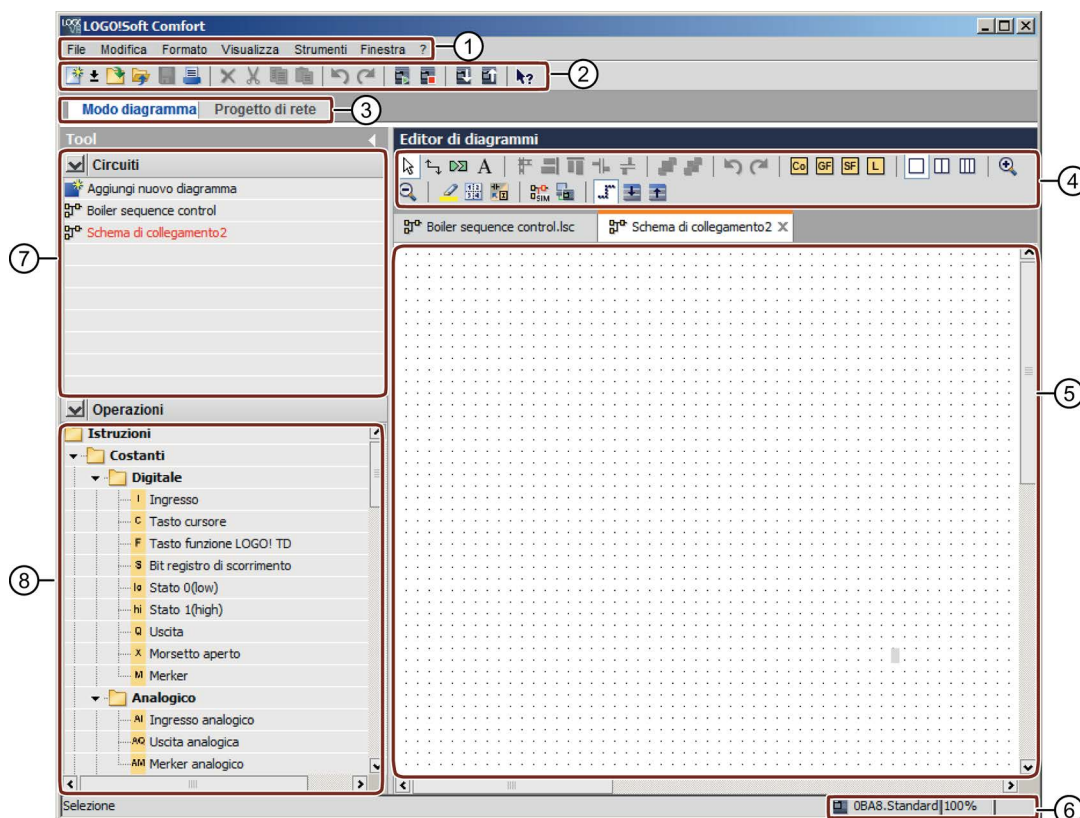 LOGO!Soft Comfort
File Modifica Formato Visualizza Strumenti Finestra ?
1
2
Modo diagramma Progetto di rete
3
Tool
Editor di diagrammi
Circuiti
A Co GF SF L
4
Aggiungi nuovo diagramma
SIM
Boiler sequence control
Schema di collegamento2
Boiler sequence control.lsc Schema di collegamento2
7
5
Operazioni
Istruzioni
Costanti
Digitale
I Ingresso
C Tasto cursore
F Tasto funzione LOGO! TD
S Bit registro di scorrimento
8
lo Stato 0(low)
hi Stato 1(high)
Q Uscita
X Morsetto aperto
M Merker
Analogico
AI Ingresso analogico
AQ Uscita analogica
AM Merker analogico
Selezione
0BA8.Standard 100%
6